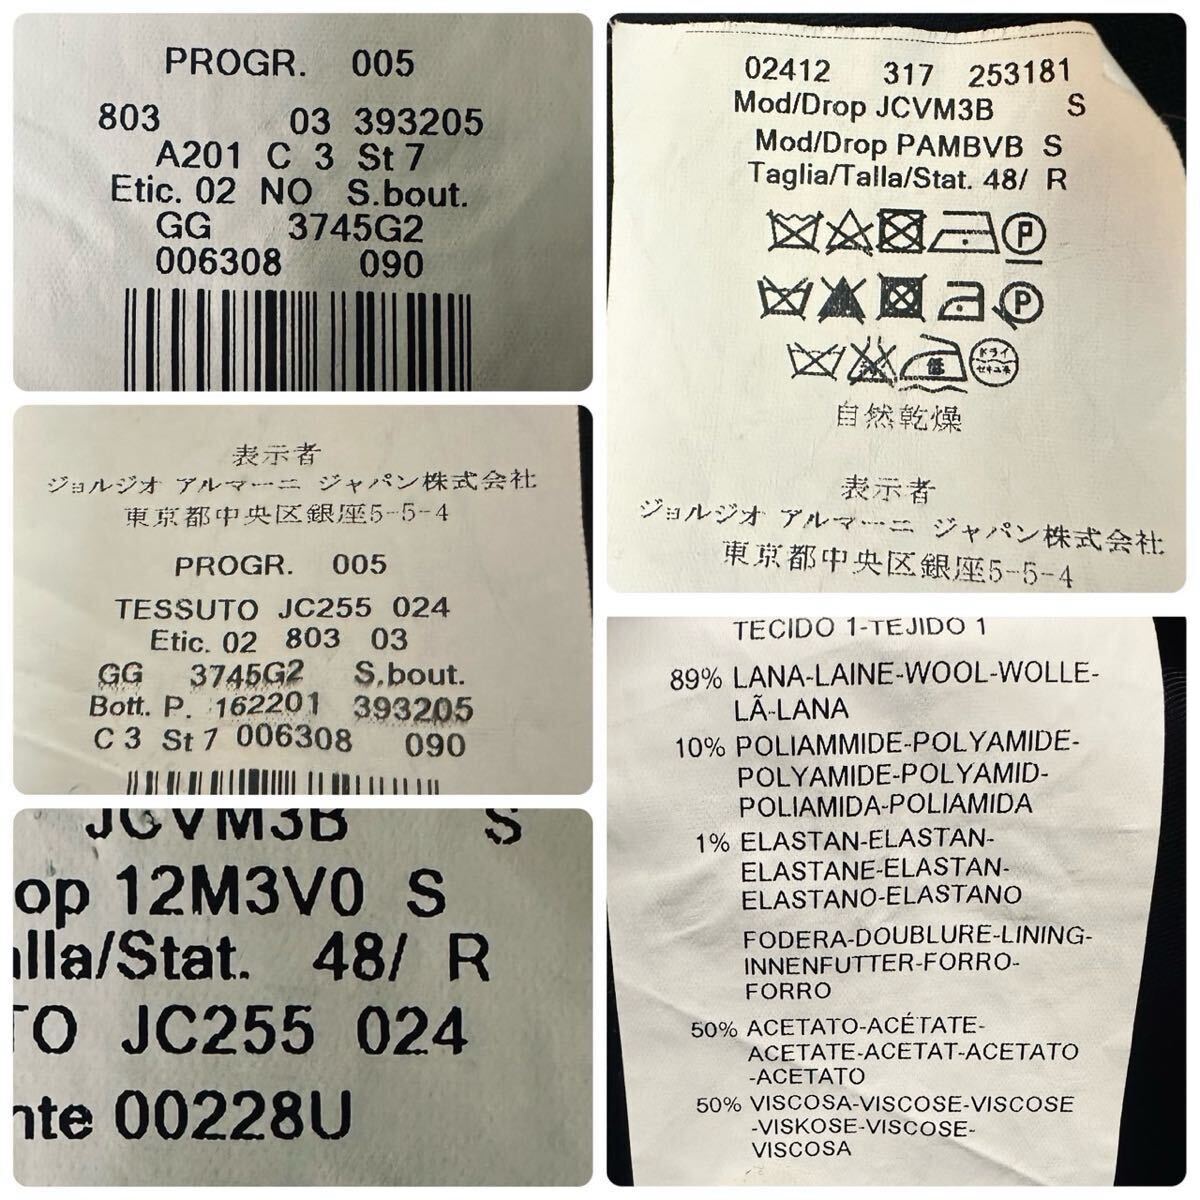 PROGR. 005
803 03 393205
A201 C 3 St 7
Etic. 02 NO S.bout.
GG 3745G2
006308 090
表示者
ジョルジオ アルマーニ ジャパン株式会社
東京都中央区銀座5-5-4
PROGR. 005
TESSUTO JC255 024
Etic. 02 803 03
GG 3745G2 S.bout.
Bott. P. 162201 393205
C 3 St 7 006308 090
JCVM3B S
op 12M3V0 S
alla/Stat. 48/ R
TO JC255 024
nte 00228U
02412 317 253181
Mod/Drop JCVM3B S
Mod/Drop PAMBVB S
Taglia/Talla/Stat. 48/ R
P
P
低 ドライ
セキユ系
自然乾燥
表示者
ジョルジオ アルマーニ ジャパン株式会社
東京都中央区銀座5-5-4
TECIDO 1-TEJIDO 1
89% LANA-LAINE-WOOL-WOLLE-
LÃ-LANA
10% POLIAMMIDE-POLYAMIDE-
POLYAMIDE-POLYAMID-
POLIAMIDA-POLIAMIDA
1% ELASTAN-ELASTAN-
ELASTANE-ELASTAN-
ELASTANO-ELASTANO
FODERA-DOUBLURE-LINING-
INNENFUTTER-FORRO-
FORRO
50% ACETATO-ACÉTATE-
ACETATE-ACETAT-ACETATO
-ACETATO
50% VISCOSA-VISCOSE-VISCOSE
-VISKOSE-VISCOSE-
VISCOSA